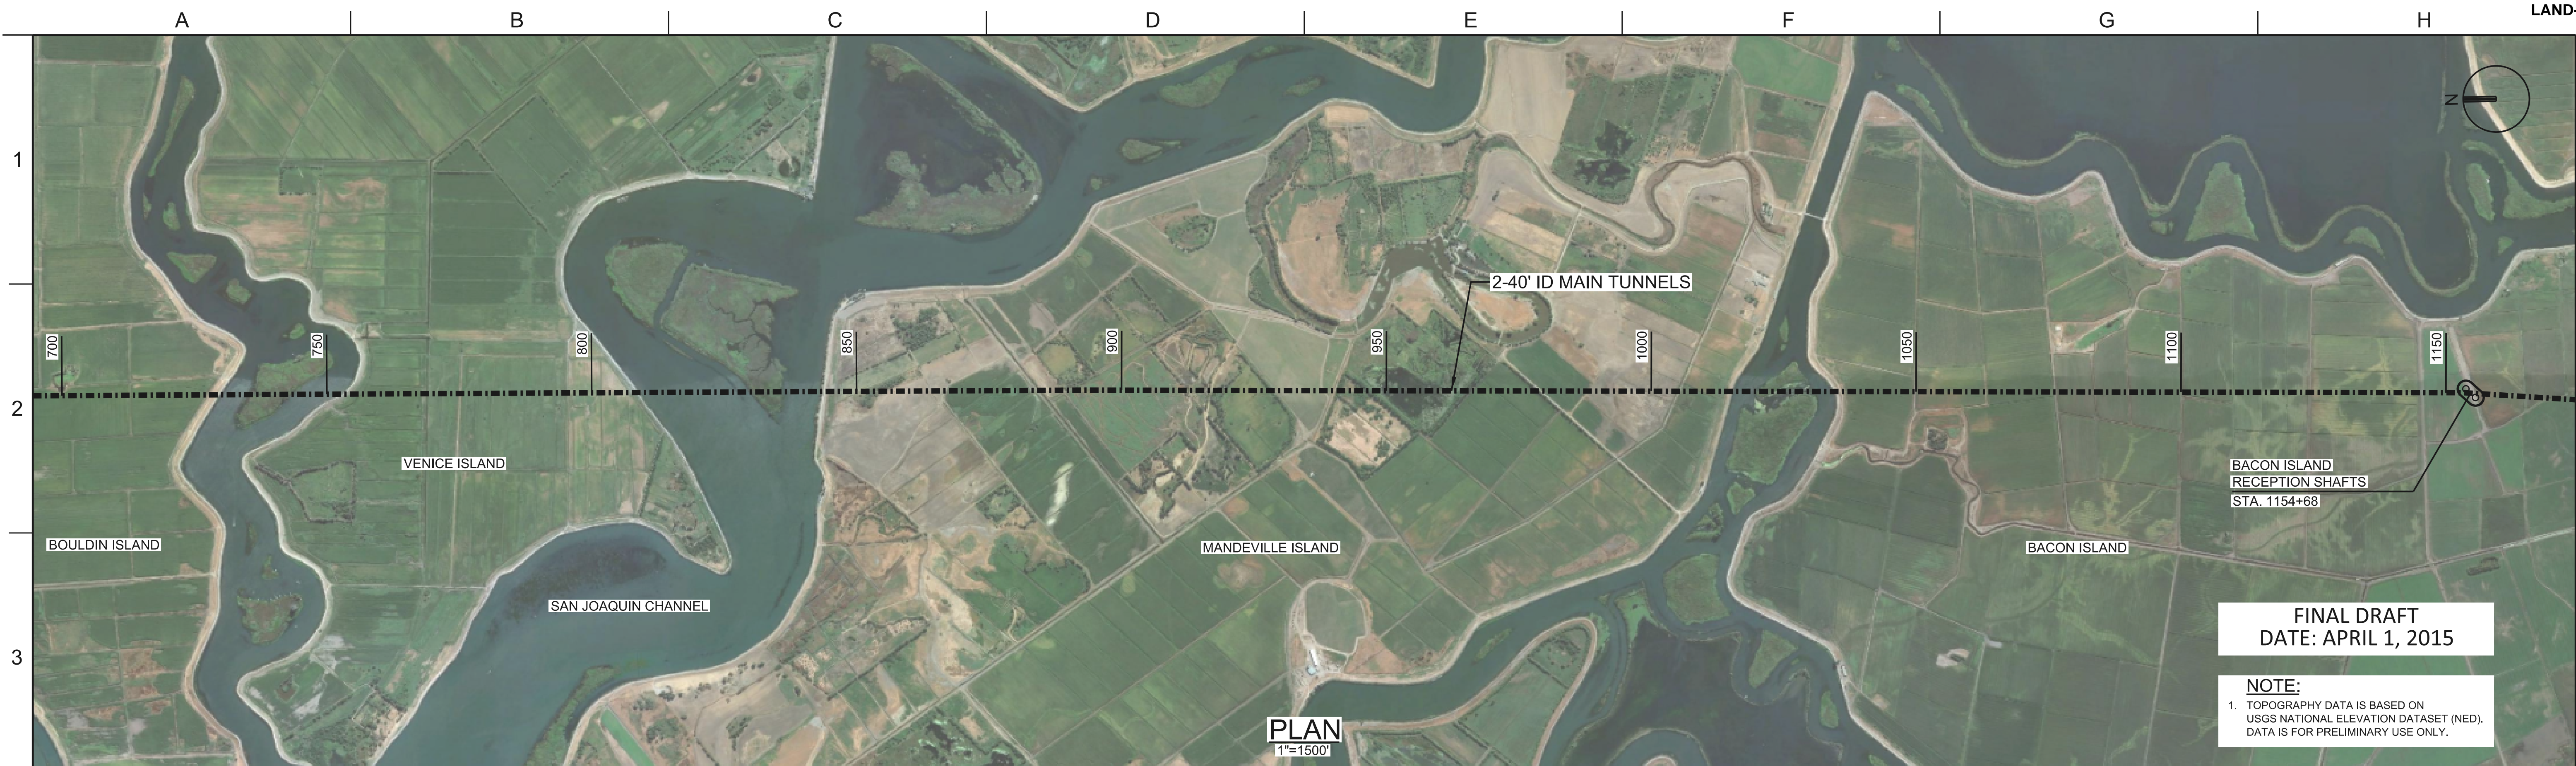 A B C D E F G H
LAND-
1
N
2-40' ID MAIN TUNNELS
700 750 800 850 900 950 1000 1050 1100 1150
2
VENICE ISLAND
BACON ISLAND
RECEPTION SHAFTS
STA. 1154+68
BOULDIN ISLAND
MANDEVILLE ISLAND
BACON ISLAND
SAN JOAQUIN CHANNEL
3
FINAL DRAFT
DATE: APRIL 1, 2015
NOTE:
1. TOPOGRAPHY DATA IS BASED ON
USGS NATIONAL ELEVATION DATASET (NED).
DATA IS FOR PRELIMINARY USE ONLY.
PLAN
1"=1500'